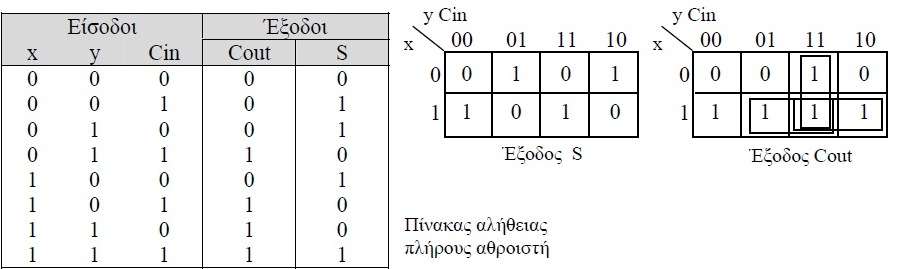 Είσοδοι Έξοδοι
x y Cin Cout S
0 0 0 0 0
0 0 1 0 1
0 1 0 0 1
0 1 1 1 0
1 0 0 0 1
1 0 1 1 0
1 1 0 1 0
1 1 1 1 1
y Cin
x 00 01 11 10
0 0 1 0 1
1 1 0 1 0
Έξοδος S
y Cin
x 00 01 11 10
0 0 0 1 0
1 1 1 1 1
Έξοδος Cout
Πίνακας αλήθειας
πλήρους αθροιστή